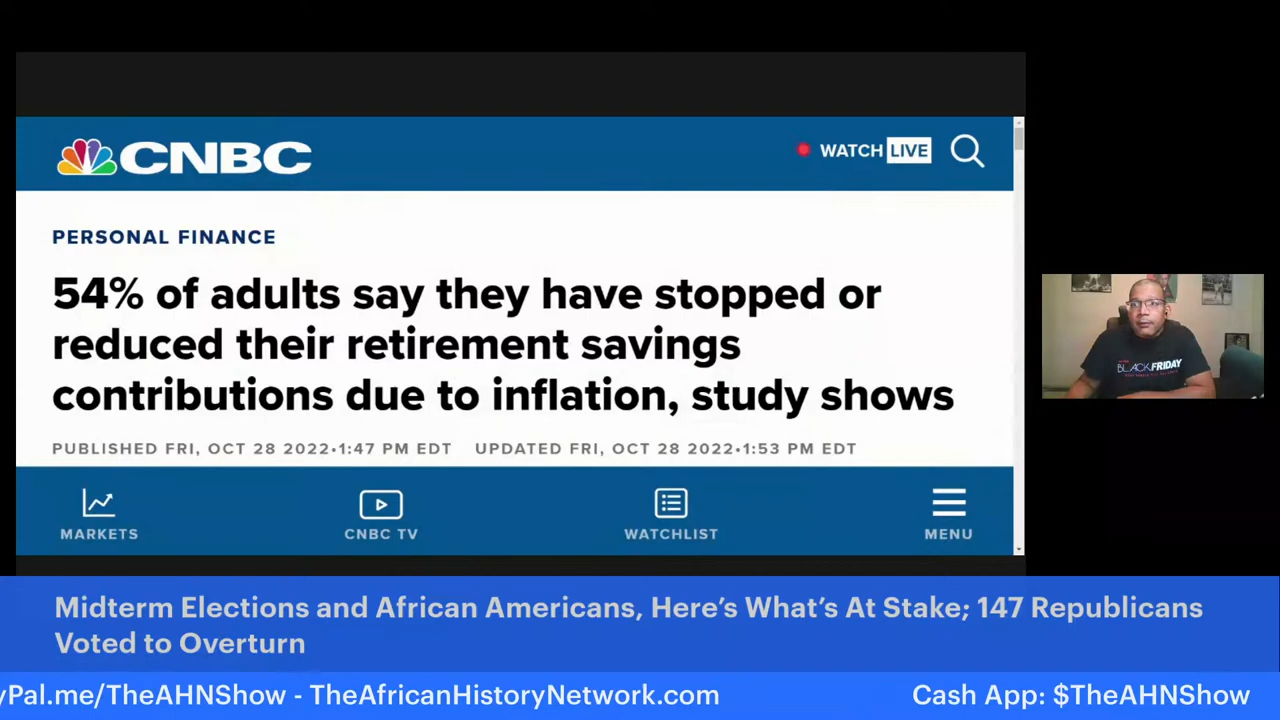 CNBC
WATCH LIVE
PERSONAL FINANCE
54% of adults say they have stopped or
reduced their retirement savings
contributions due to inflation, study shows
PUBLISHED FRI, OCT 28 2022•1:47 PM EDT UPDATED FRI, OCT 28 2022•1:53 PM EDT
MARKETS CNBC TV WATCHLIST MENU
BLACK FRIDAY
Midterm Elections and African Americans, Here's What's At Stake; 147 Republicans
Voted to Overturn
yPal.me/TheAHNShow - TheAfricanHistoryNetwork.com Cash App: $TheAHNShow